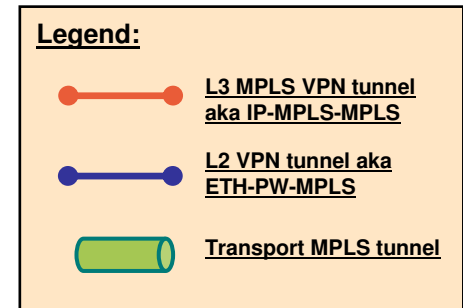 Legend:
L3 MPLS VPN tunnel
aka IP-MPLS-MPLS
L2 VPN tunnel aka
ETH-PW-MPLS
Transport MPLS tunnel